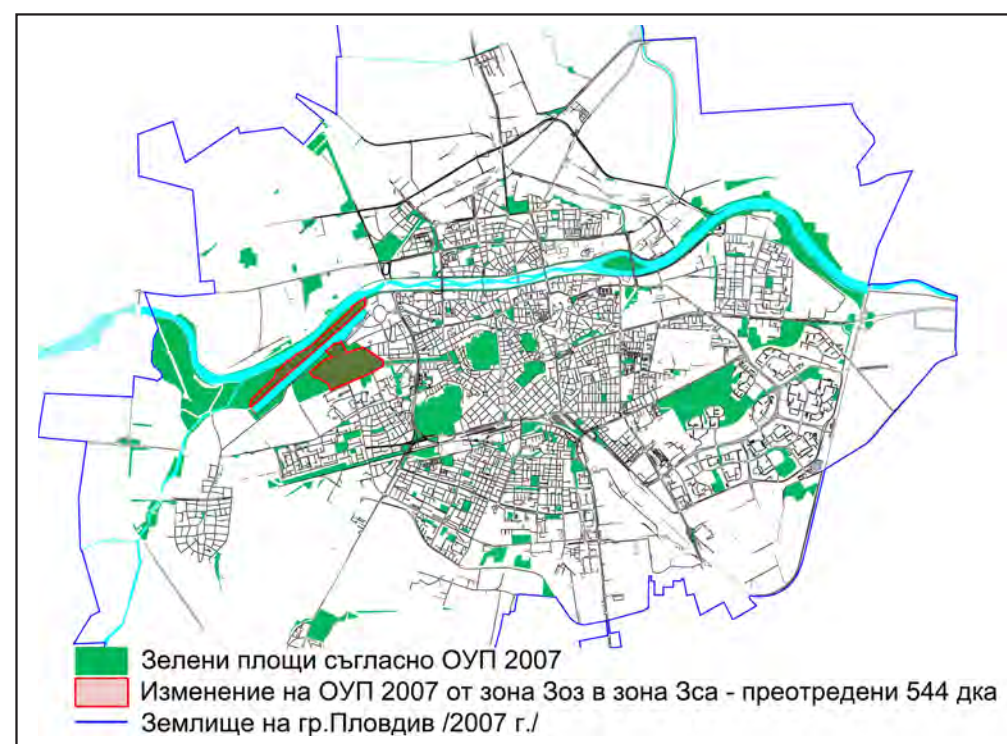 Зелени площи съгласно ОУП 2007
Изменение на ОУП 2007 от зона Зоз в зона Зса - преотредени 544 дка
Землище на гр.Пловдив /2007 г./